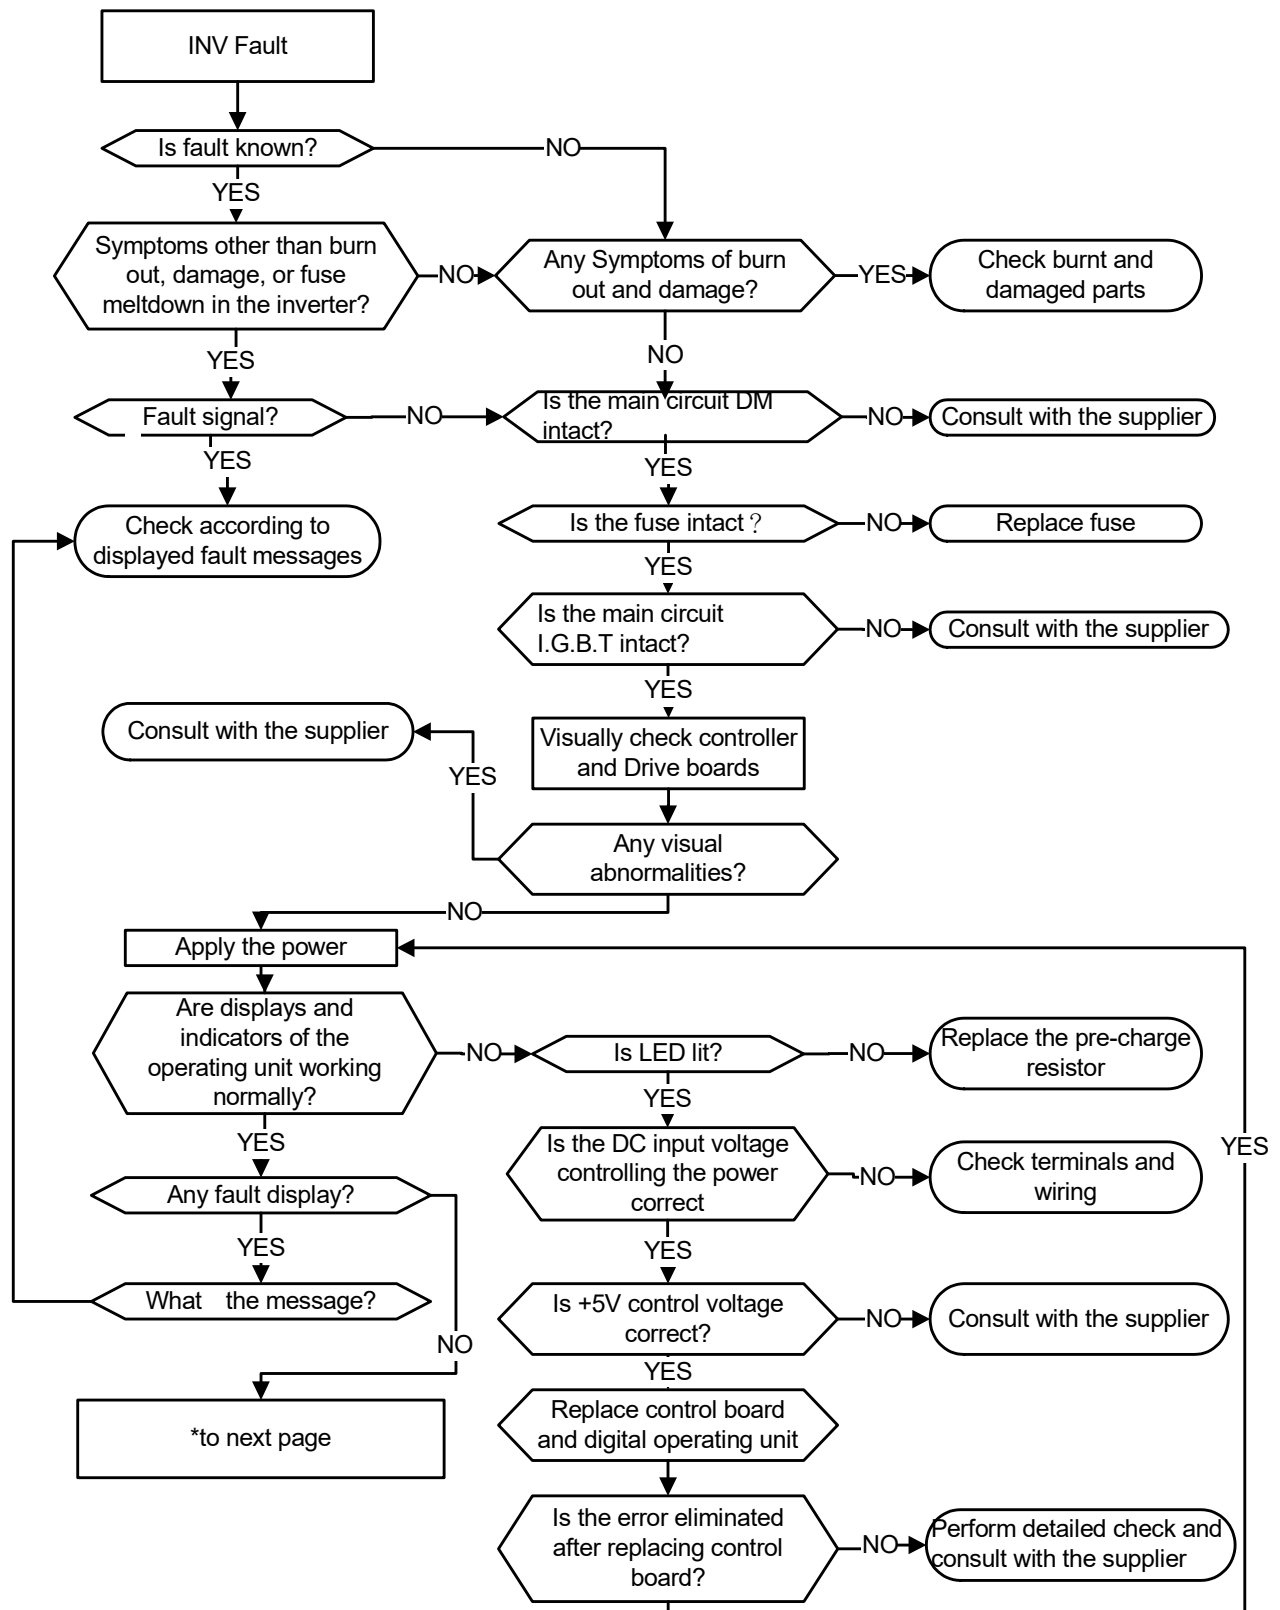 INV Fault
Is fault known?
NO
YES
Symptoms other than burn
out, damage, or fuse
meltdown in the inverter?
NO
Any Symptoms of burn
out and damage?
YES
Check burnt and
damaged parts
YES
NO
Fault signal?
NO
Is the main circuit DM
intact?
NO
Consult with the supplier
YES
YES
Check according to
displayed fault messages
Is the fuse intact？
NO
Replace fuse
YES
Is the main circuit
I.G.B.T intact?
NO
Consult with the supplier
YES
Consult with the supplier
Visually check controller
and Drive boards
YES
Any visual
abnormalities?
NO
Apply the power
Are displays and
indicators of the
operating unit working
normally?
NO
Is LED lit?
NO
Replace the pre-charge
resistor
YES
YES
Is the DC input voltage
controlling the power
correct
NO
Check terminals and
wiring
YES
Any fault display?
YES
YES
What the message?
Is +5V control voltage
correct?
NO
Consult with the supplier
NO
YES
*to next page
Replace control board
and digital operating unit
Is the error eliminated
after replacing control
board?
NO
Perform detailed check and
consult with the supplier